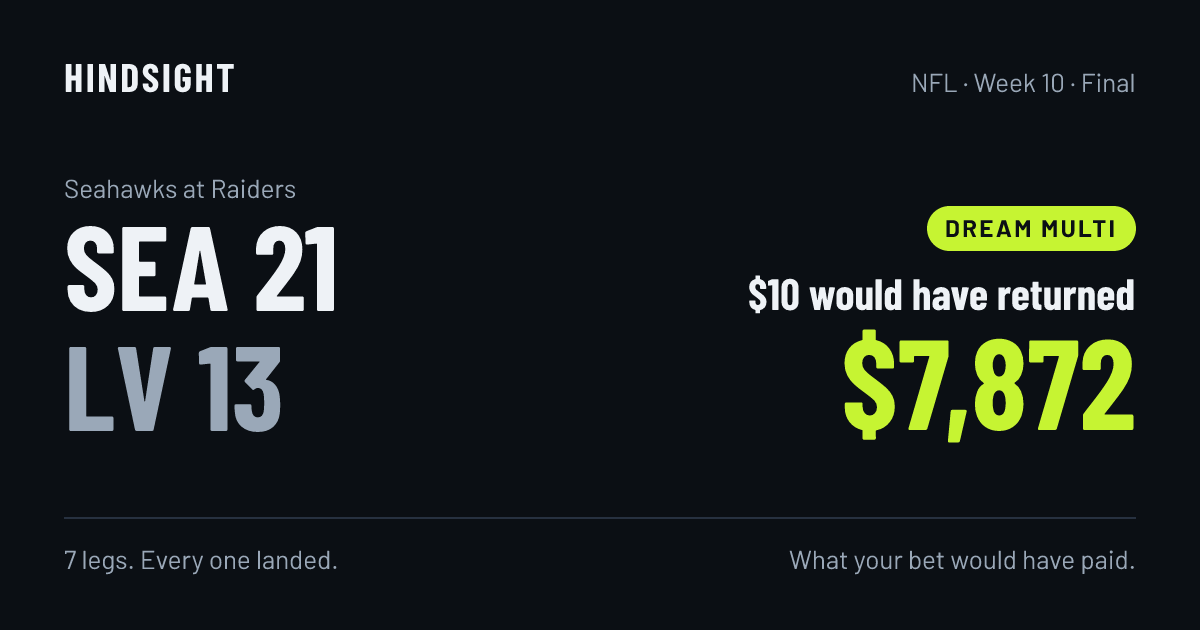 HINDSIGHT
NFL · Week 10 · Final
Seahawks at Raiders
SEA 21
LV 13
DREAM MULTI
$10 would have returned
$7,872
7 legs. Every one landed.
What your bet would have paid.